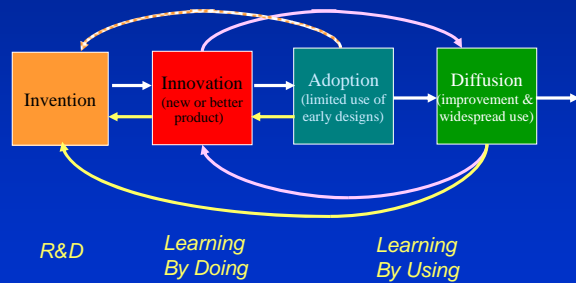 Invention
Innovation
(new or better
product)
Adoption
(limited use of
early designs)
Diffusion
(improvement &
widespread use)
R&D
Learning
By Doing
Learning
By Using